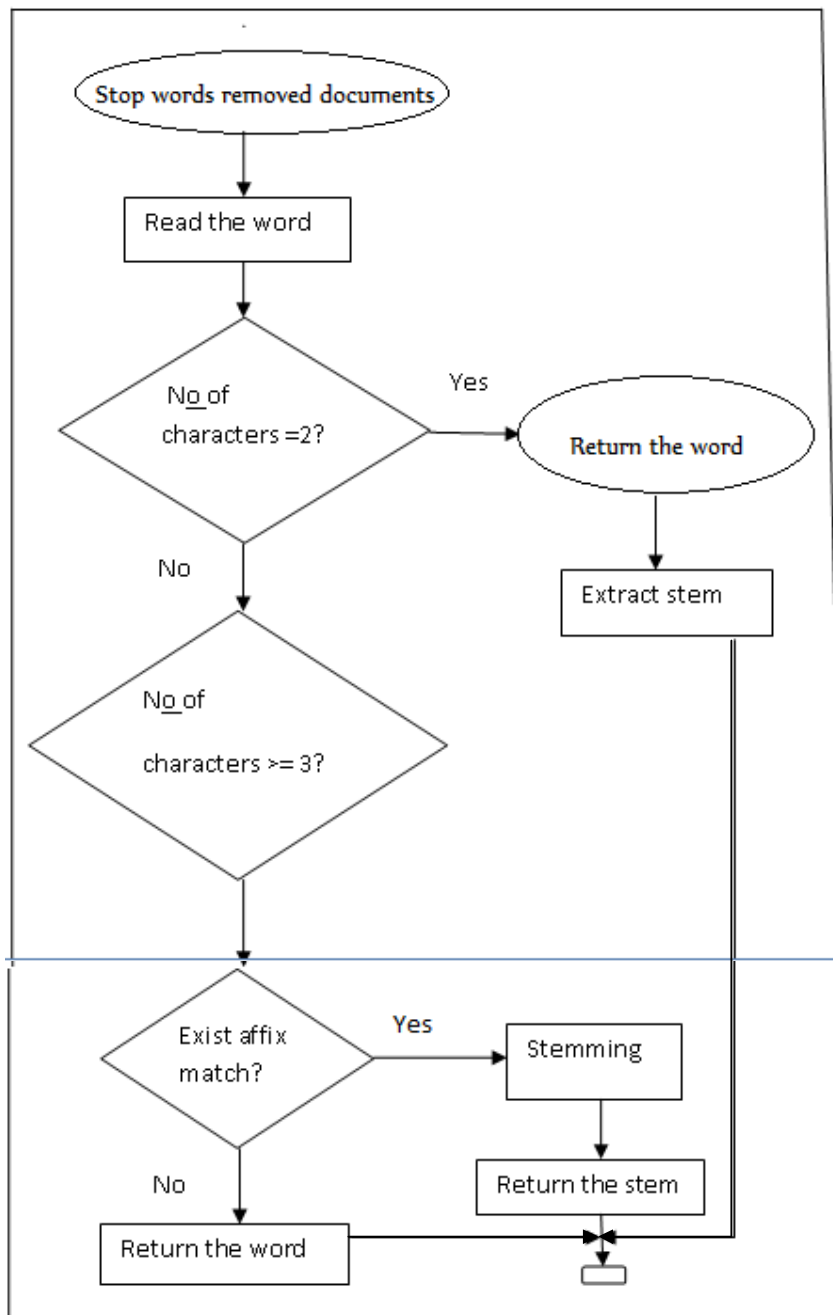 Stop words removed documents
Read the word
No of
characters =2?
Yes
Return the word
No
Extract stem
No of
characters >= 3?
Exist affix
match?
Yes
Stemming
No
Return the stem
Return the word